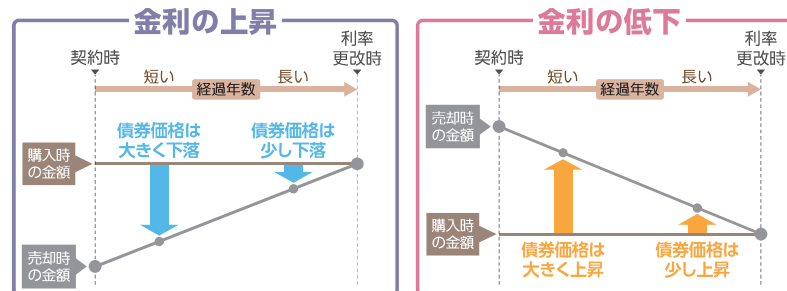 金利の上昇
契約時
利率
更改時
短い
長い
経過年数
債券価格は
大きく下落
債券価格は
少し下落
購入時
の金額
売却時
の金額
金利の低下
契約時
利率
更改時
短い
長い
経過年数
売却時
の金額
購入時
の金額
債券価格は
大きく上昇
債券価格は
少し上昇